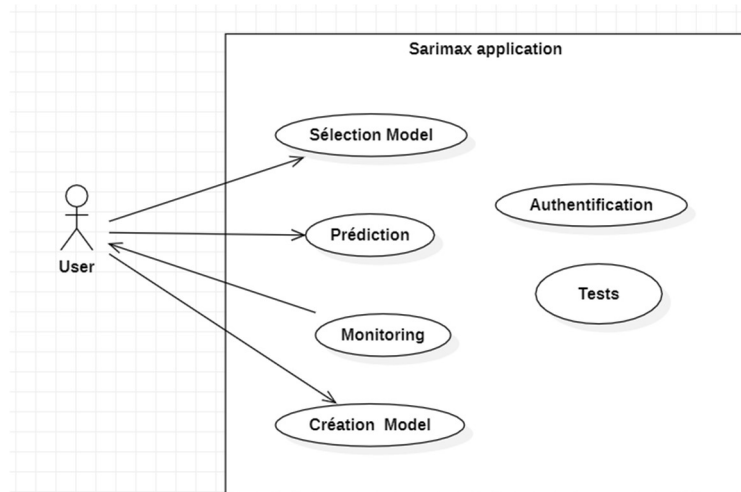 Sarimax application
Sélection Model
Authentification
Prédiction
Tests
User
Monitoring
Création  Model